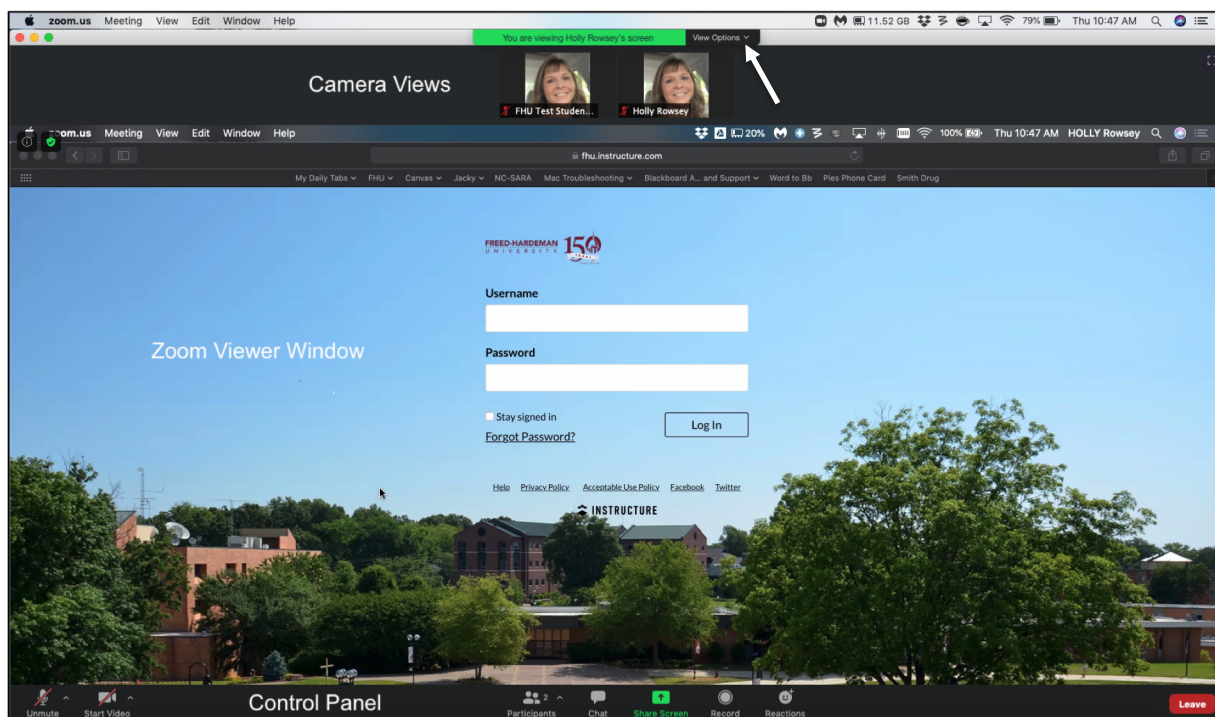 zoom.us Meeting View Edit Window Help 11.52 GB 79% Thu 10:47 AM
You are viewing Holly Rowsey's screen View Options
Camera Views
FHU Test Studen... Holly Rowsey
zoom.us Meeting View Edit Window Help 20% 100% Thu 10:47 AM HOLLY Rowsey
fhu.instructure.com
My Daily Tabs FHU Canvas Jacky NC-SARA Mac Troubleshooting Blackboard A... and Support Word to Bb Ples Phone Card Smith Drug
FREED-HARDEMAN 150
UNIVERSITY
Username
Zoom Viewer Window
Password
Stay signed in
Log In
Forgot Password?
Help Privacy Policy Acceptable Use Policy Facebook Twitter
INSTRUCTURE
Unmute Start Video Control Panel 2 Participants Chat Share Screen Record Reactions Leave